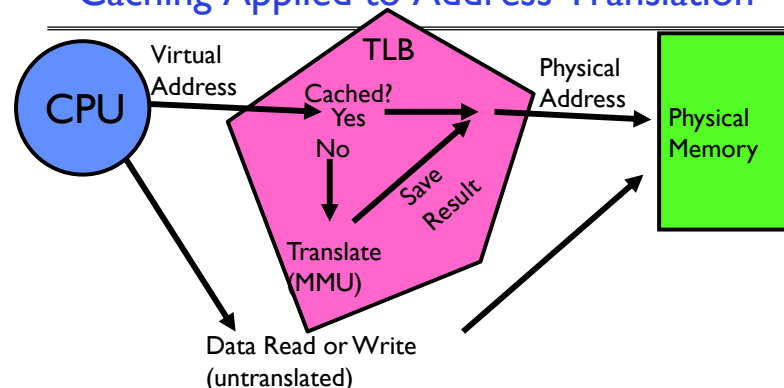 Caching Applied to Address Translation
Virtual
Address
TLB
Physical
Address
CPU
Cached?
Yes
No
Save
Result
Physical
Memory
Translate
(MMU)
Data Read or Write
(untranslated)